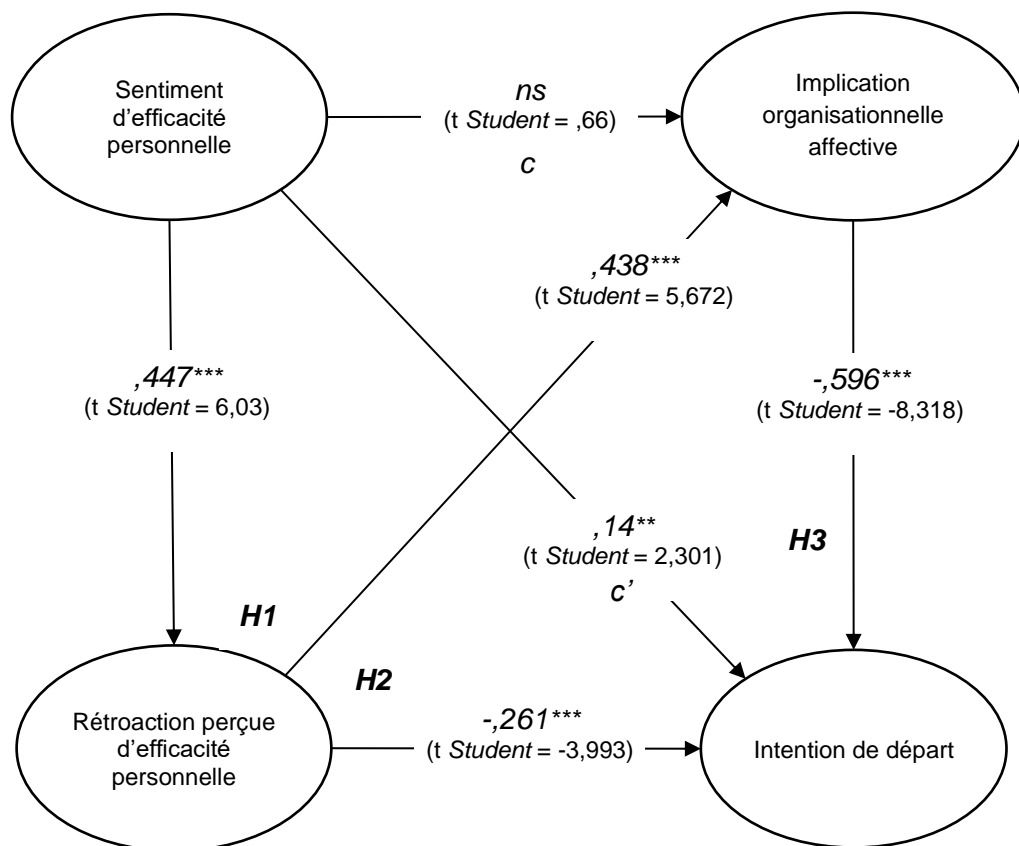 Sentiment
d'efficacité
personnelle
ns
(t Student = ,66)
c
Implication
organisationnelle
affective
,438***
(t Student = 5,672)
,447***
(t Student = 6,03)
-,596***
(t Student = -8,318)
,14**
(t Student = 2,301)
c'
H3
H1
H2
Rétroaction perçue
d'efficacité
personnelle
-,261***
(t Student = -3,993)
Intention de départ